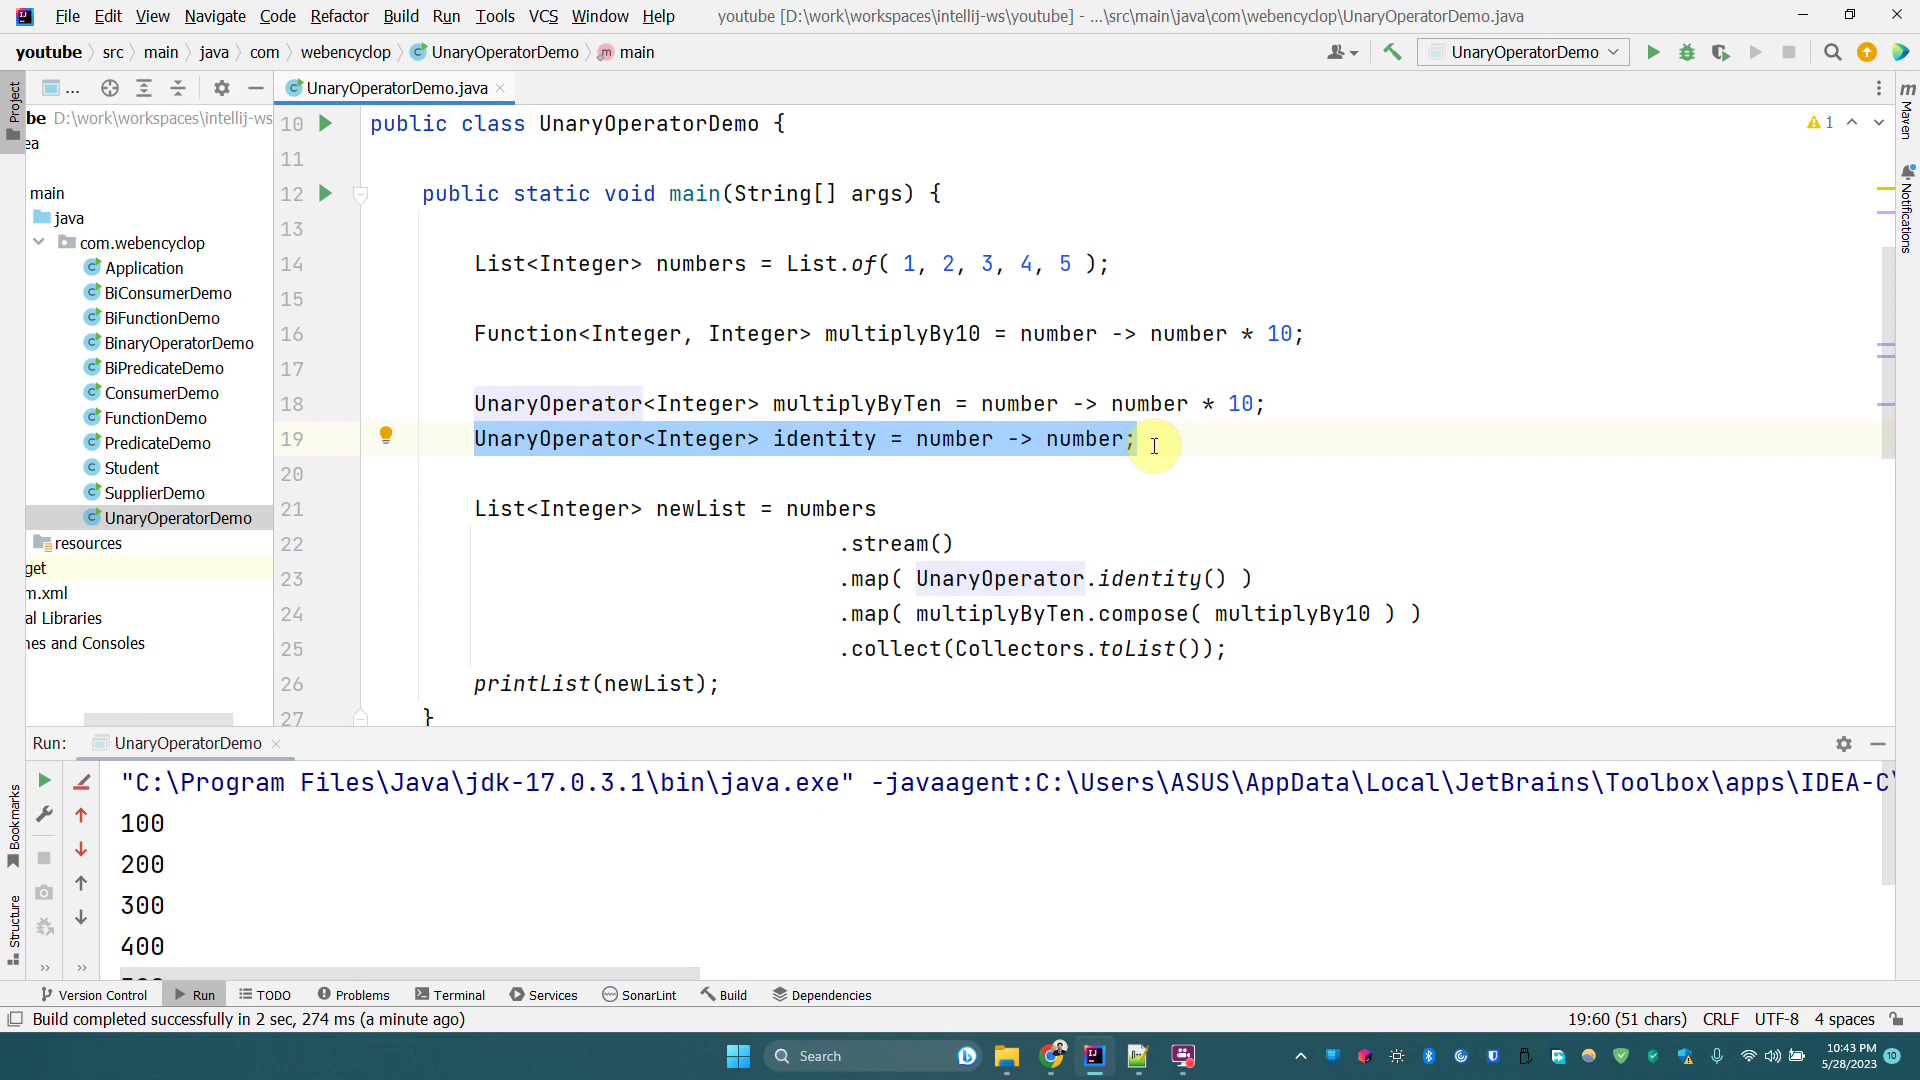 File Edit View Navigate Code Refactor Build Run Tools VCS Window Help youtube [D:\work\workspaces\intellij-ws\youtube] - ...\src\main\java\com\webencyclop\UnaryOperatorDemo.java
youtube src main java com webencyclop UnaryOperatorDemo main UnaryOperatorDemo
Project
... UnaryOperatorDemo.java
be D:\work\workspaces\intellij-ws
ea
main
java
com.webencyclop
Application
BiConsumerDemo
BiFunctionDemo
BinaryOperatorDemo
BiPredicateDemo
ConsumerDemo
FunctionDemo
PredicateDemo
Student
SupplierDemo
UnaryOperatorDemo
resources
get
m.xml
al Libraries
nes and Consoles
10 public class UnaryOperatorDemo {
11
12 public static void main(String[] args) {
13
14 List<Integer> numbers = List.of( 1, 2, 3, 4, 5 );
15
16 Function<Integer, Integer> multiplyBy10 = number -> number * 10;
17
18 UnaryOperator<Integer> multiplyByTen = number -> number * 10;
19 UnaryOperator<Integer> identity = number -> number;
20
21 List<Integer> newList = numbers
22 .stream()
23 .map( UnaryOperator.identity() )
24 .map( multiplyByTen.compose( multiplyBy10 ) )
25 .collect(Collectors.toList());
26 printList(newList);
27 }
1
m Maven
Notifications
Run: UnaryOperatorDemo
"C:\Program Files\Java\jdk-17.0.3.1\bin\java.exe" -javaagent:C:\Users\ASUS\AppData\Local\JetBrains\Toolbox\apps\IDEA-C\
100
200
300
400
Bookmarks
Structure
Version Control Run TODO Problems Terminal Services SonarLint Build Dependencies
Build completed successfully in 2 sec, 274 ms (a minute ago) 19:60 (51 chars) CRLF UTF-8 4 spaces
Search
10:43 PM
5/28/2023
10